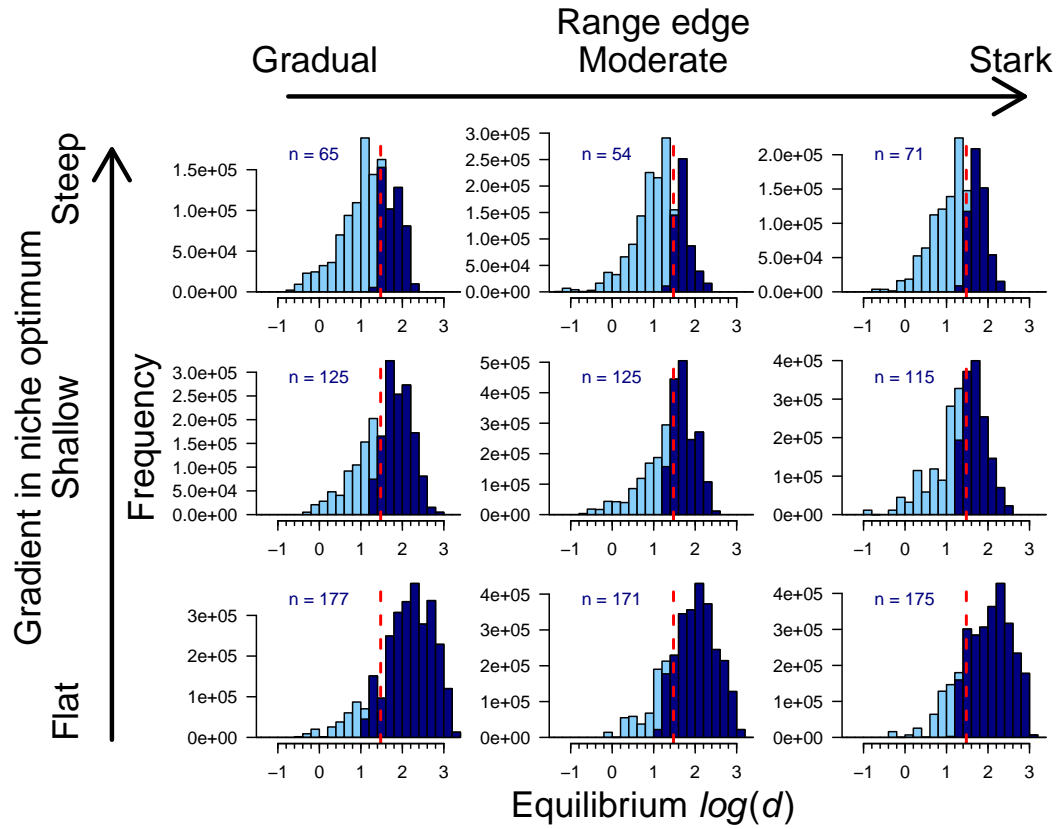 Range edge
Gradual Moderate Stark
Gradient in niche optimum
Steep
Shallow
Flat
Frequency
n = 65
0.0e+00 5.0e+04 1.0e+05 1.5e+05
−1 0 1 2 3
n = 54
0.0e+00 5.0e+04 1.0e+05 1.5e+05 2.0e+05 2.5e+05 3.0e+05
−1 0 1 2 3
n = 71
0.0e+00 5.0e+04 1.0e+05 1.5e+05 2.0e+05
−1 0 1 2 3
n = 125
0.0e+00 5.0e+04 1.0e+05 1.5e+05 2.0e+05 2.5e+05 3.0e+05
−1 0 1 2 3
n = 125
0e+00 1e+05 2e+05 3e+05 4e+05 5e+05
−1 0 1 2 3
n = 115
0e+00 1e+05 2e+05 3e+05 4e+05
−1 0 1 2 3
n = 177
0e+00 1e+05 2e+05 3e+05
−1 0 1 2 3
n = 171
0e+00 1e+05 2e+05 3e+05 4e+05
−1 0 1 2 3
n = 175
0e+00 1e+05 2e+05 3e+05 4e+05
−1 0 1 2 3
Equilibrium log(d)